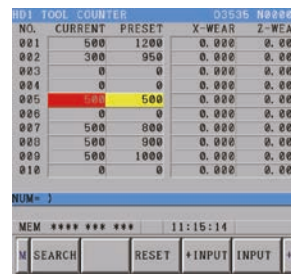 HD1 TOOL COUNTER O3535 N0000
NO. CURRENT PRESET X-WEAR Z-WEA
001 500 1200 0.000 0.00
002 300 950 0.000 0.00
003 0 0 0.000 0.00
004 0 0 0.000 0.00
005 500 500 0.000 0.00
006 0 0 0.000 0.00
007 500 800 0.000 0.00
008 500 900 0.000 0.00
009 500 1000 0.000 0.00
010 0 0 0.000 0.00
NUM= )
MEM **** *** *** 11:15:14
M SEARCH RESET +INPUT INPUT +